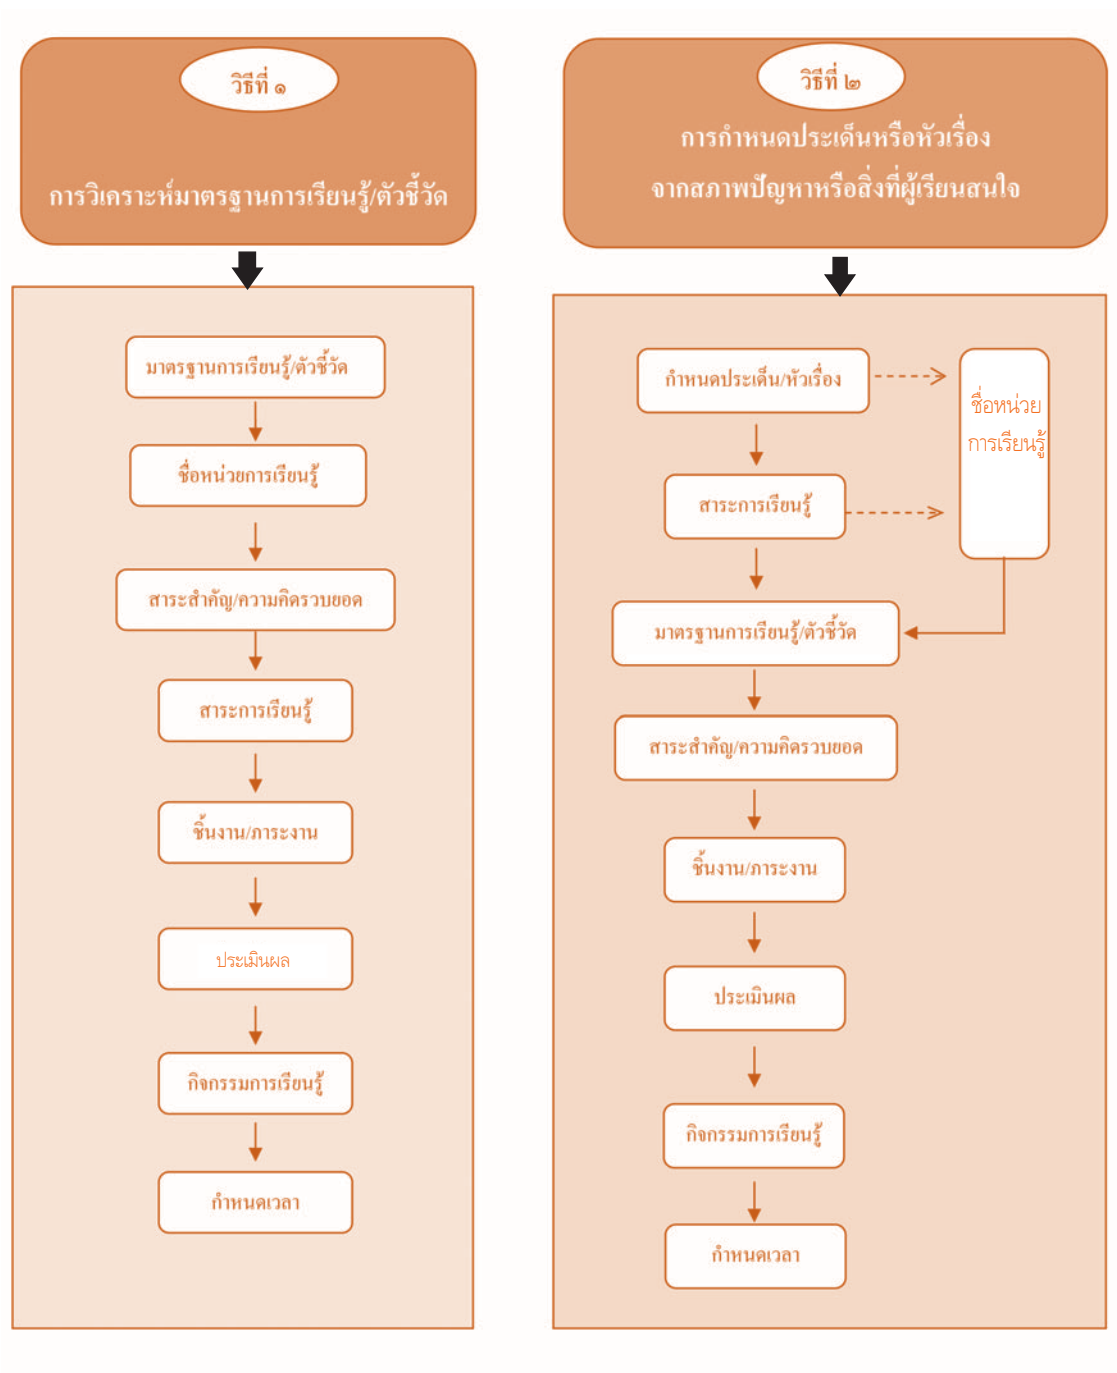 วิธีที่ ๑
การวิเคราะห์มาตรฐานการเรียนรู้/ตัวชี้วัด
มาตรฐานการเรียนรู้/ตัวชี้วัด
ชื่อหน่วยการเรียนรู้
สาระสำคัญ/ความคิดรวบยอด
สาระการเรียนรู้
ชิ้นงาน/ภาระงาน
ประเมินผล
กิจกรรมการเรียนรู้
กำหนดเวลา
วิธีที่ ๒
การกำหนดประเด็นหรือหัวเรื่อง
จากสภาพปัญหาหรือสิ่งที่ผู้เรียนสนใจ
กำหนดประเด็น/หัวเรื่อง
ชื่อหน่วย
การเรียนรู้
สาระการเรียนรู้
มาตรฐานการเรียนรู้/ตัวชี้วัด
สาระสำคัญ/ความคิดรวบยอด
ชิ้นงาน/ภาระงาน
ประเมินผล
กิจกรรมการเรียนรู้
กำหนดเวลา